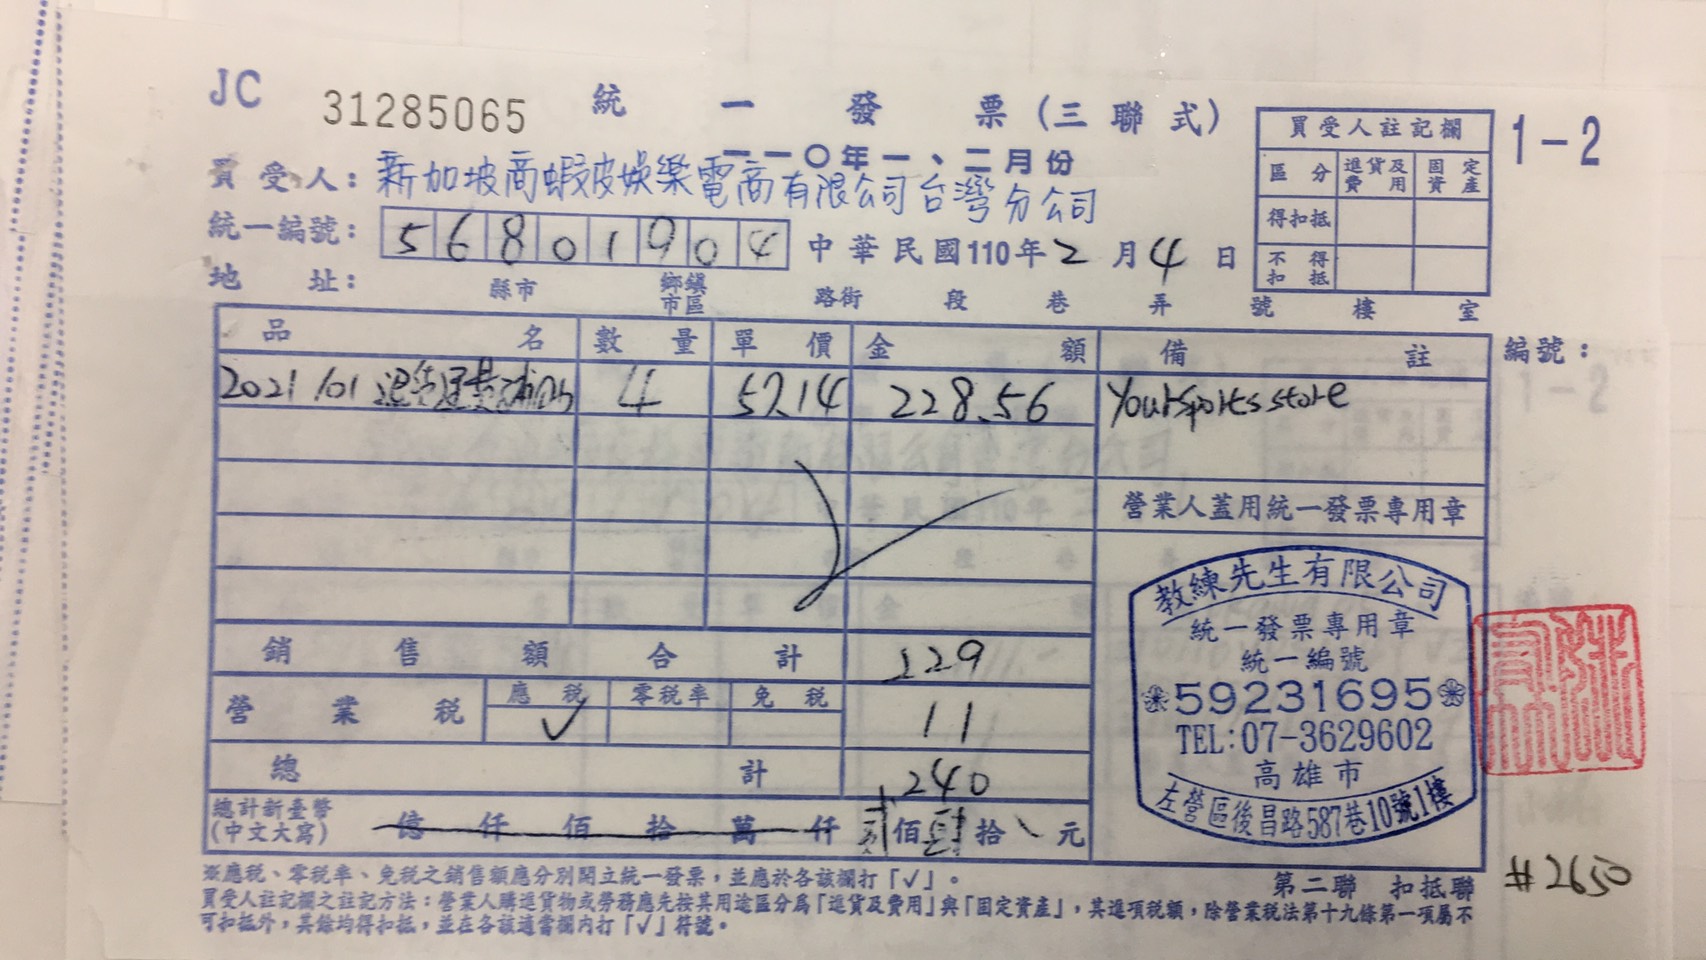 JC 31285065 統一發票(三聯式)
一一〇年一、二月份
1-2
買受人註記欄
區分 進貨及費用 固定資產
得扣抵
不得扣抵
買受人: 新加坡商蝦皮娛樂電商有限公司台灣分公司
統一編號: 56801904 中華民國110年2月4日
地址: 縣市 鄉鎮市區 路街 段 巷 弄 號 樓 室
品名 數量 單價 金額 備註 編號:
2021/01 退貨運費補助 4 57.14 228.56 Yoursportsstore
營業人蓋用統一發票專用章
銷售額合計 229
營業稅 應稅 ✓ 零稅率 免稅 11
總計 240
總計新臺幣(中文大寫) 億仟佰拾萬仟貳佰肆拾、元
教練先生有限公司
統一發票專用章
統一編號
59231695
TEL:07-3629602
高雄市
左營區後昌路587巷10號1樓
第二聯 扣抵聯
#2650
※應稅、零稅率、免稅之銷售額應分別開立統一發票,並應於各該欄打「✓」。
買受人註記欄之註記方法:營業人購進貨物或勞務應先按其用途區分為「進貨及費用」與「固定資產」,其進項稅額,除營業稅法第十九條第一項屬不
可扣抵外,其餘均得扣抵,並在各該適當欄內打「✓」符號。